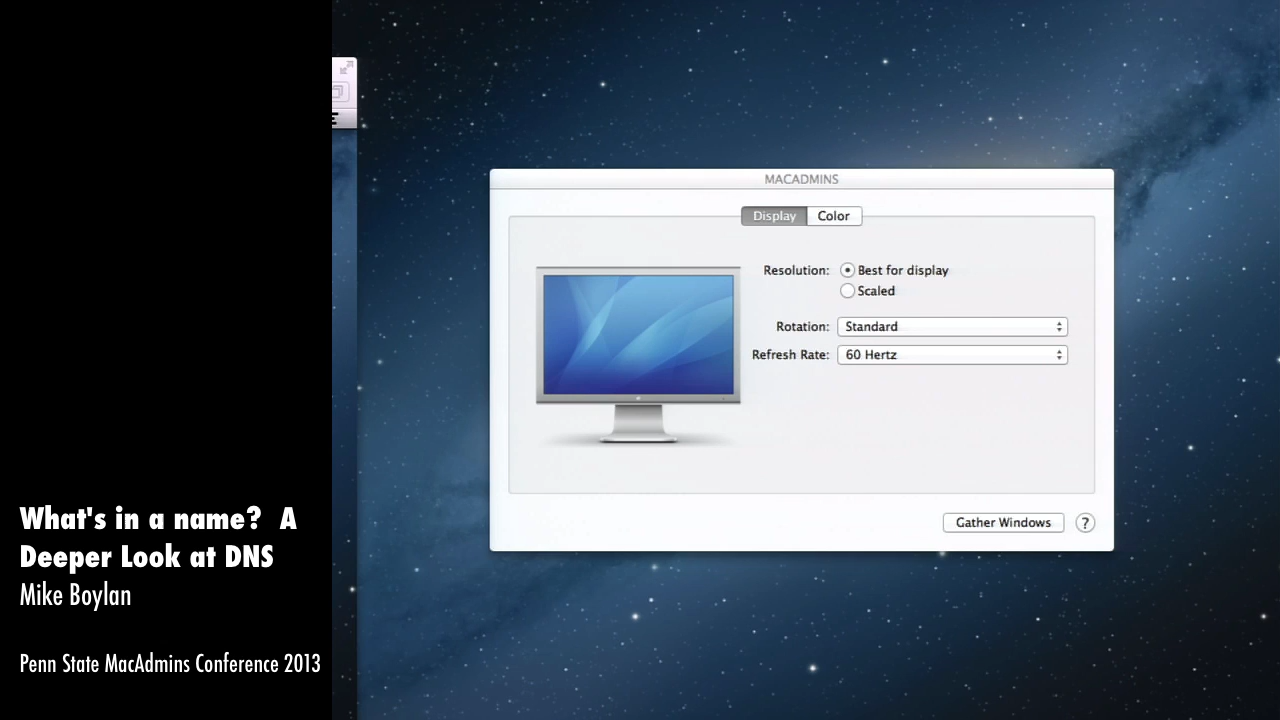 MACADMINS
Display Color
Resolution: Best for display
Scaled
Rotation: Standard
Refresh Rate: 60 Hertz
Gather Windows ?
What's in a name? A
Deeper Look at DNS
Mike Boylan
Penn State MacAdmins Conference 2013